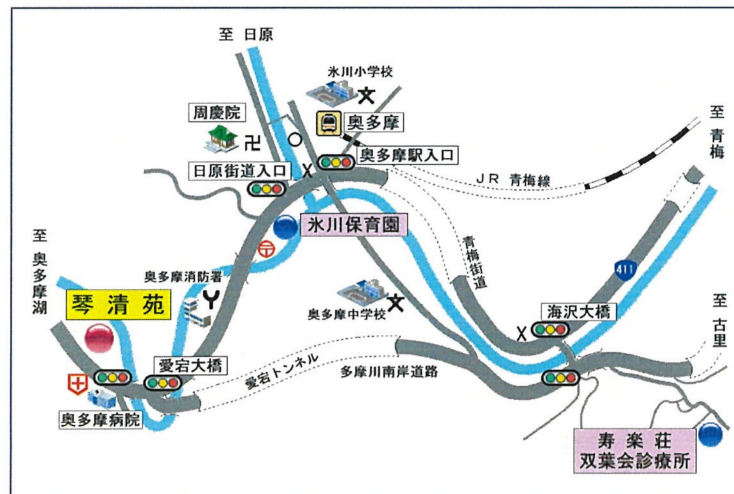 至 日原
氷川小学校
周慶院
奥多摩
至 青梅
日原街道入口
奥多摩駅入口
JR 青梅線
氷川保育園
至 奥多摩湖
奥多摩消防署
青梅街道
411
琴清苑
奥多摩中学校
海沢大橋
至 古里
愛宕大橋
愛宕トンネル
多摩川南岸道路
奥多摩病院
寿楽荘
双葉会診療所